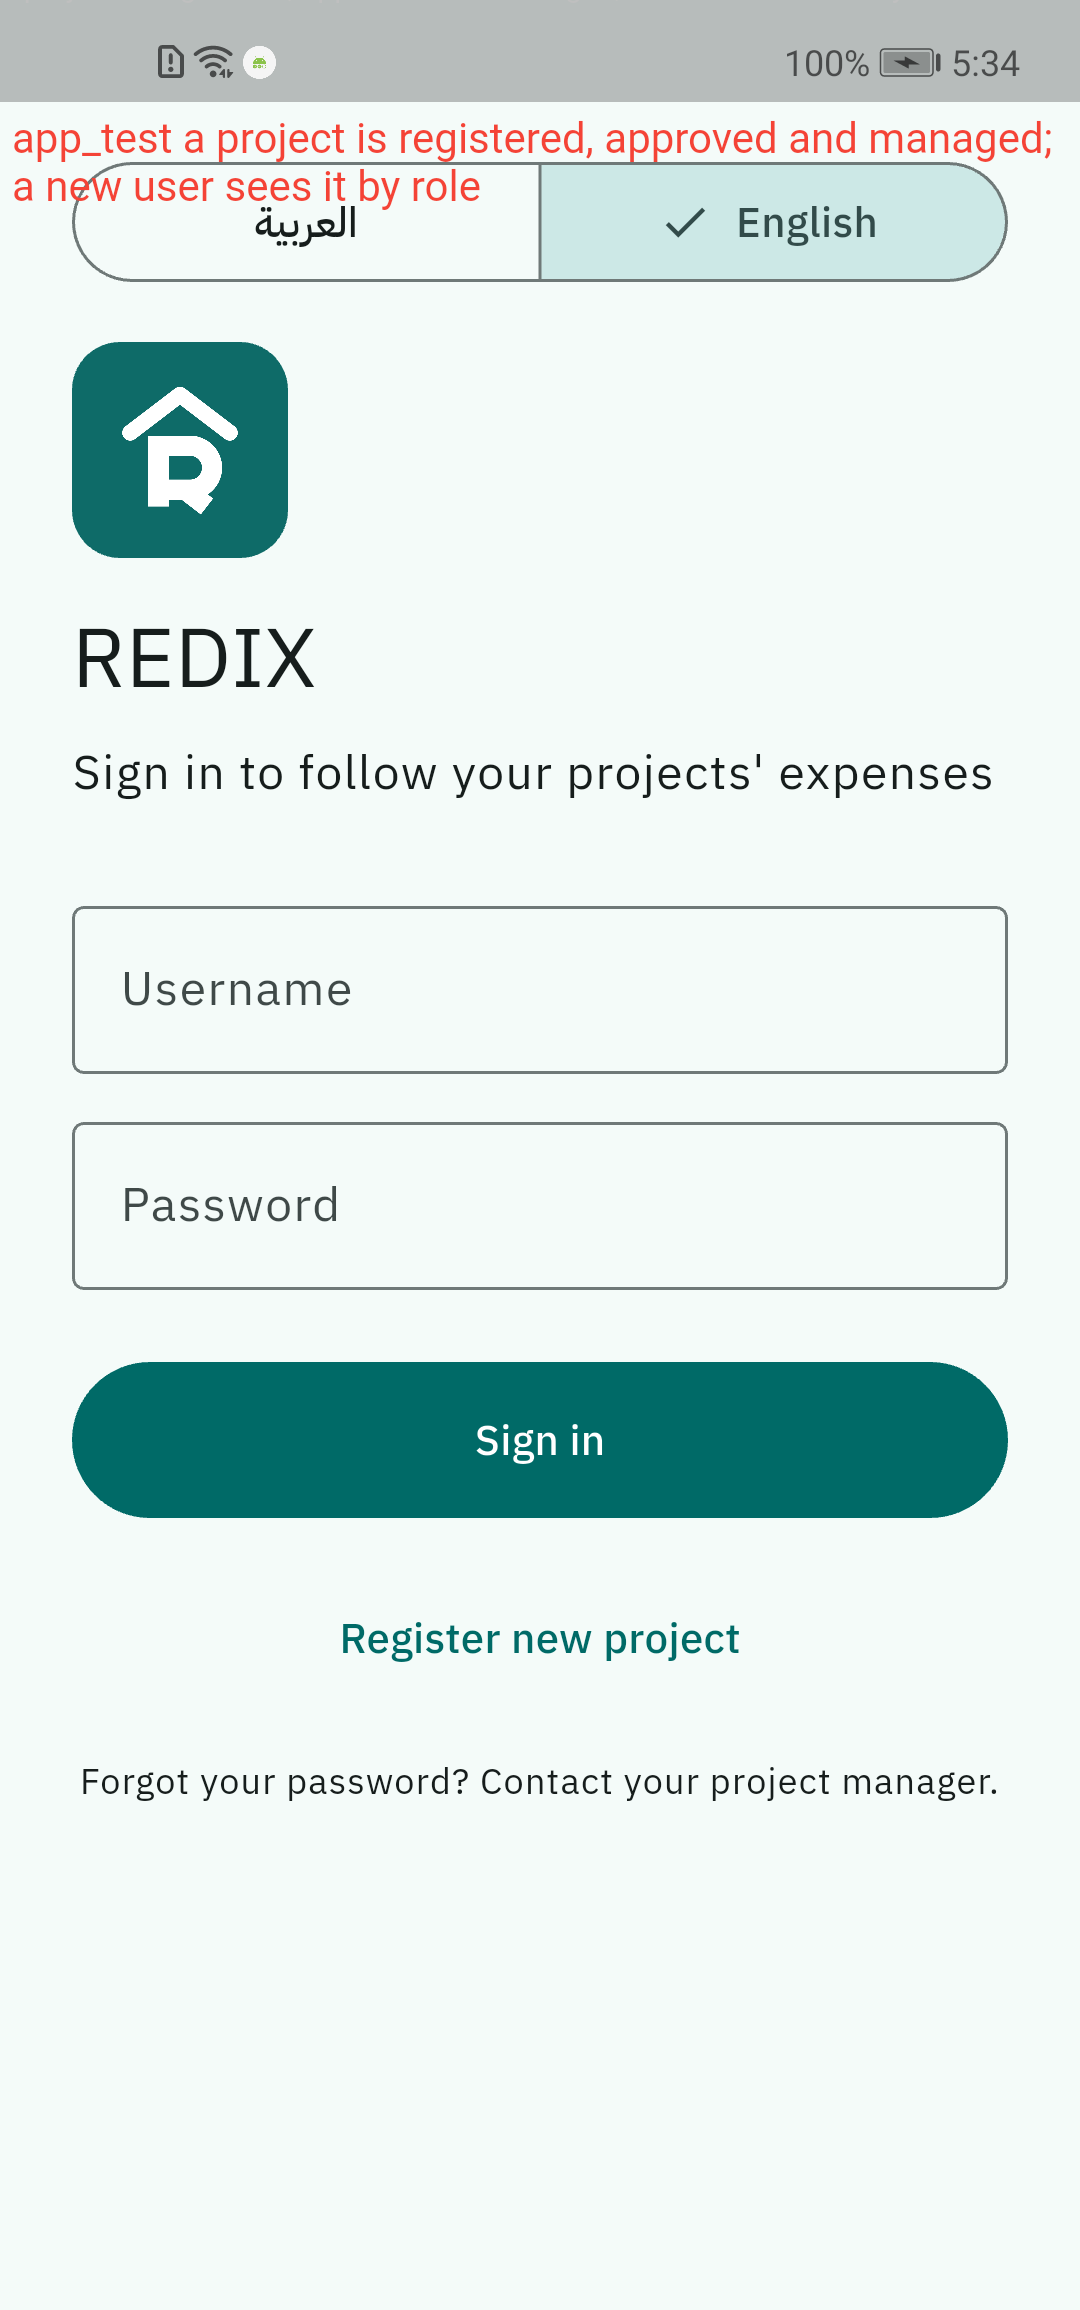 100% 5:34
app_test a project is registered, approved and managed;
a new user sees it by role
العربية
English
R
REDIX
Sign in to follow your projects' expenses
Username
Password
Sign in
Register new project
Forgot your password? Contact your project manager.